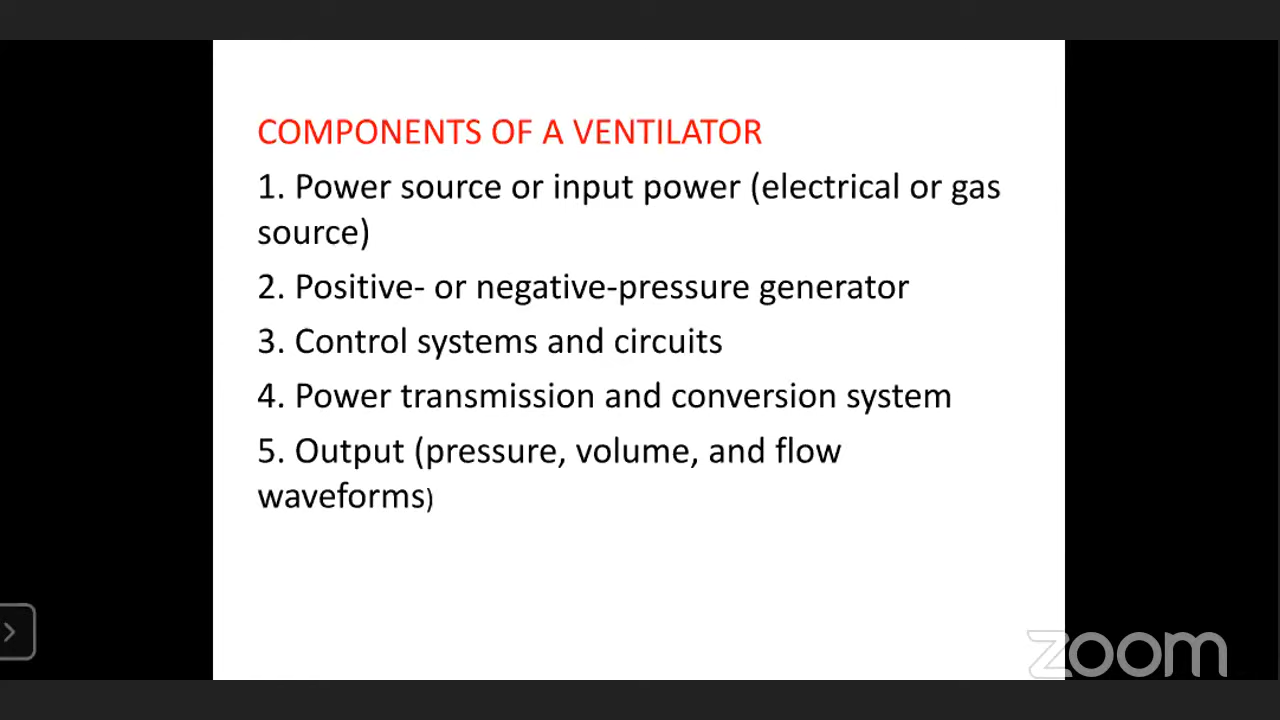 COMPONENTS OF A VENTILATOR
1. Power source or input power (electrical or gas
source)
2. Positive- or negative-pressure generator
3. Control systems and circuits
4. Power transmission and conversion system
5. Output (pressure, volume, and flow
waveforms)
zoom